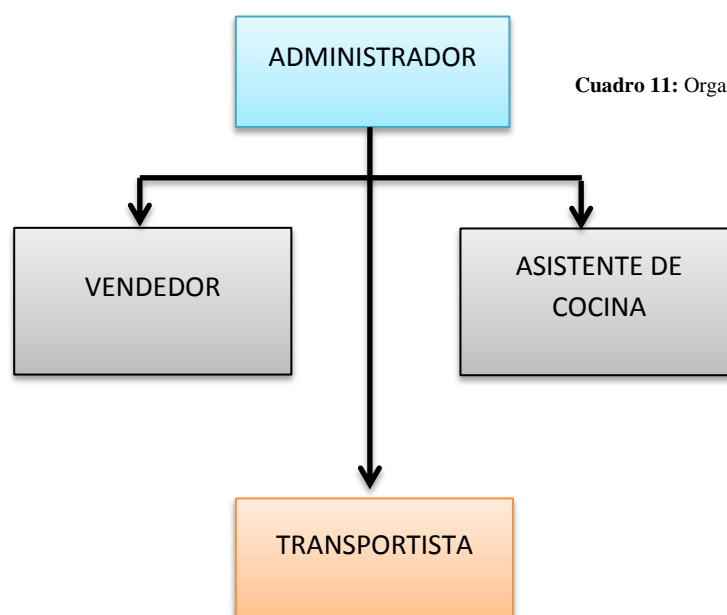 ADMINISTRADOR
Cuadro 11: Orga
VENDEDOR
ASISTENTE DE
COCINA
TRANSPORTISTA